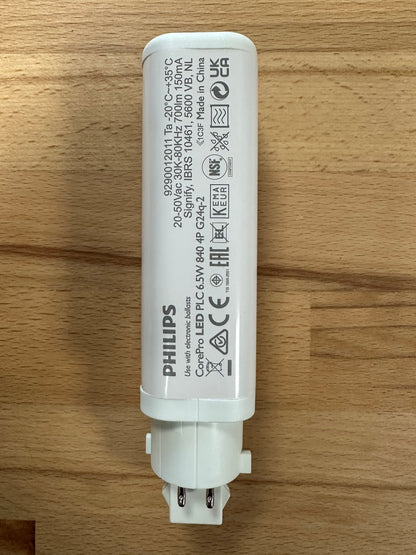 PHILIPS
Use with electronic ballasts
CorePro LED PLC 6.5W 840 4P G24q-2
CE EAC KEMA KEUR NSF
9290012011 Ta -20°C~+35°C
20-50Vac 30K-80KHz 700lm 150mA
Signify, IBRS 10461, 5600 VB, NL
1C3F Made in China
UK CA